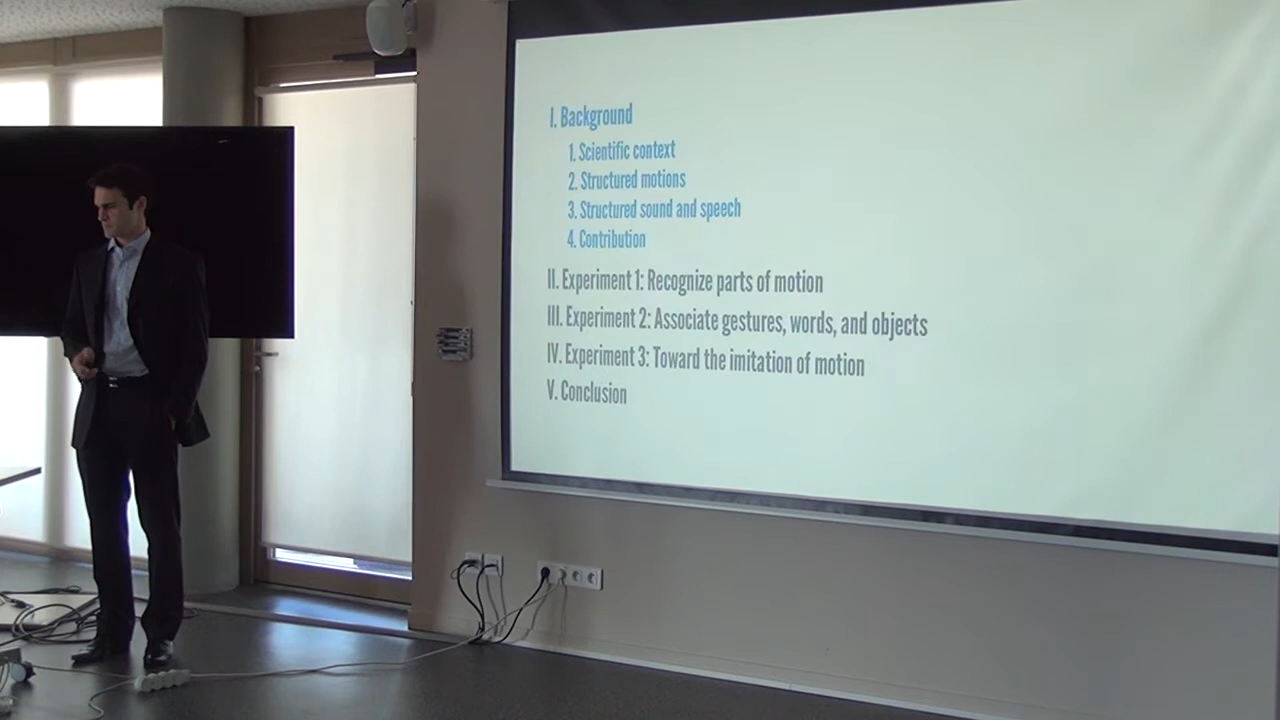 I. Background
1. Scientific context
2. Structured motions
3. Structured sound and speech
4. Contribution
II. Experiment 1: Recognize parts of motion
III. Experiment 2: Associate gestures, words, and objects
IV. Experiment 3: Toward the imitation of motion
V. Conclusion